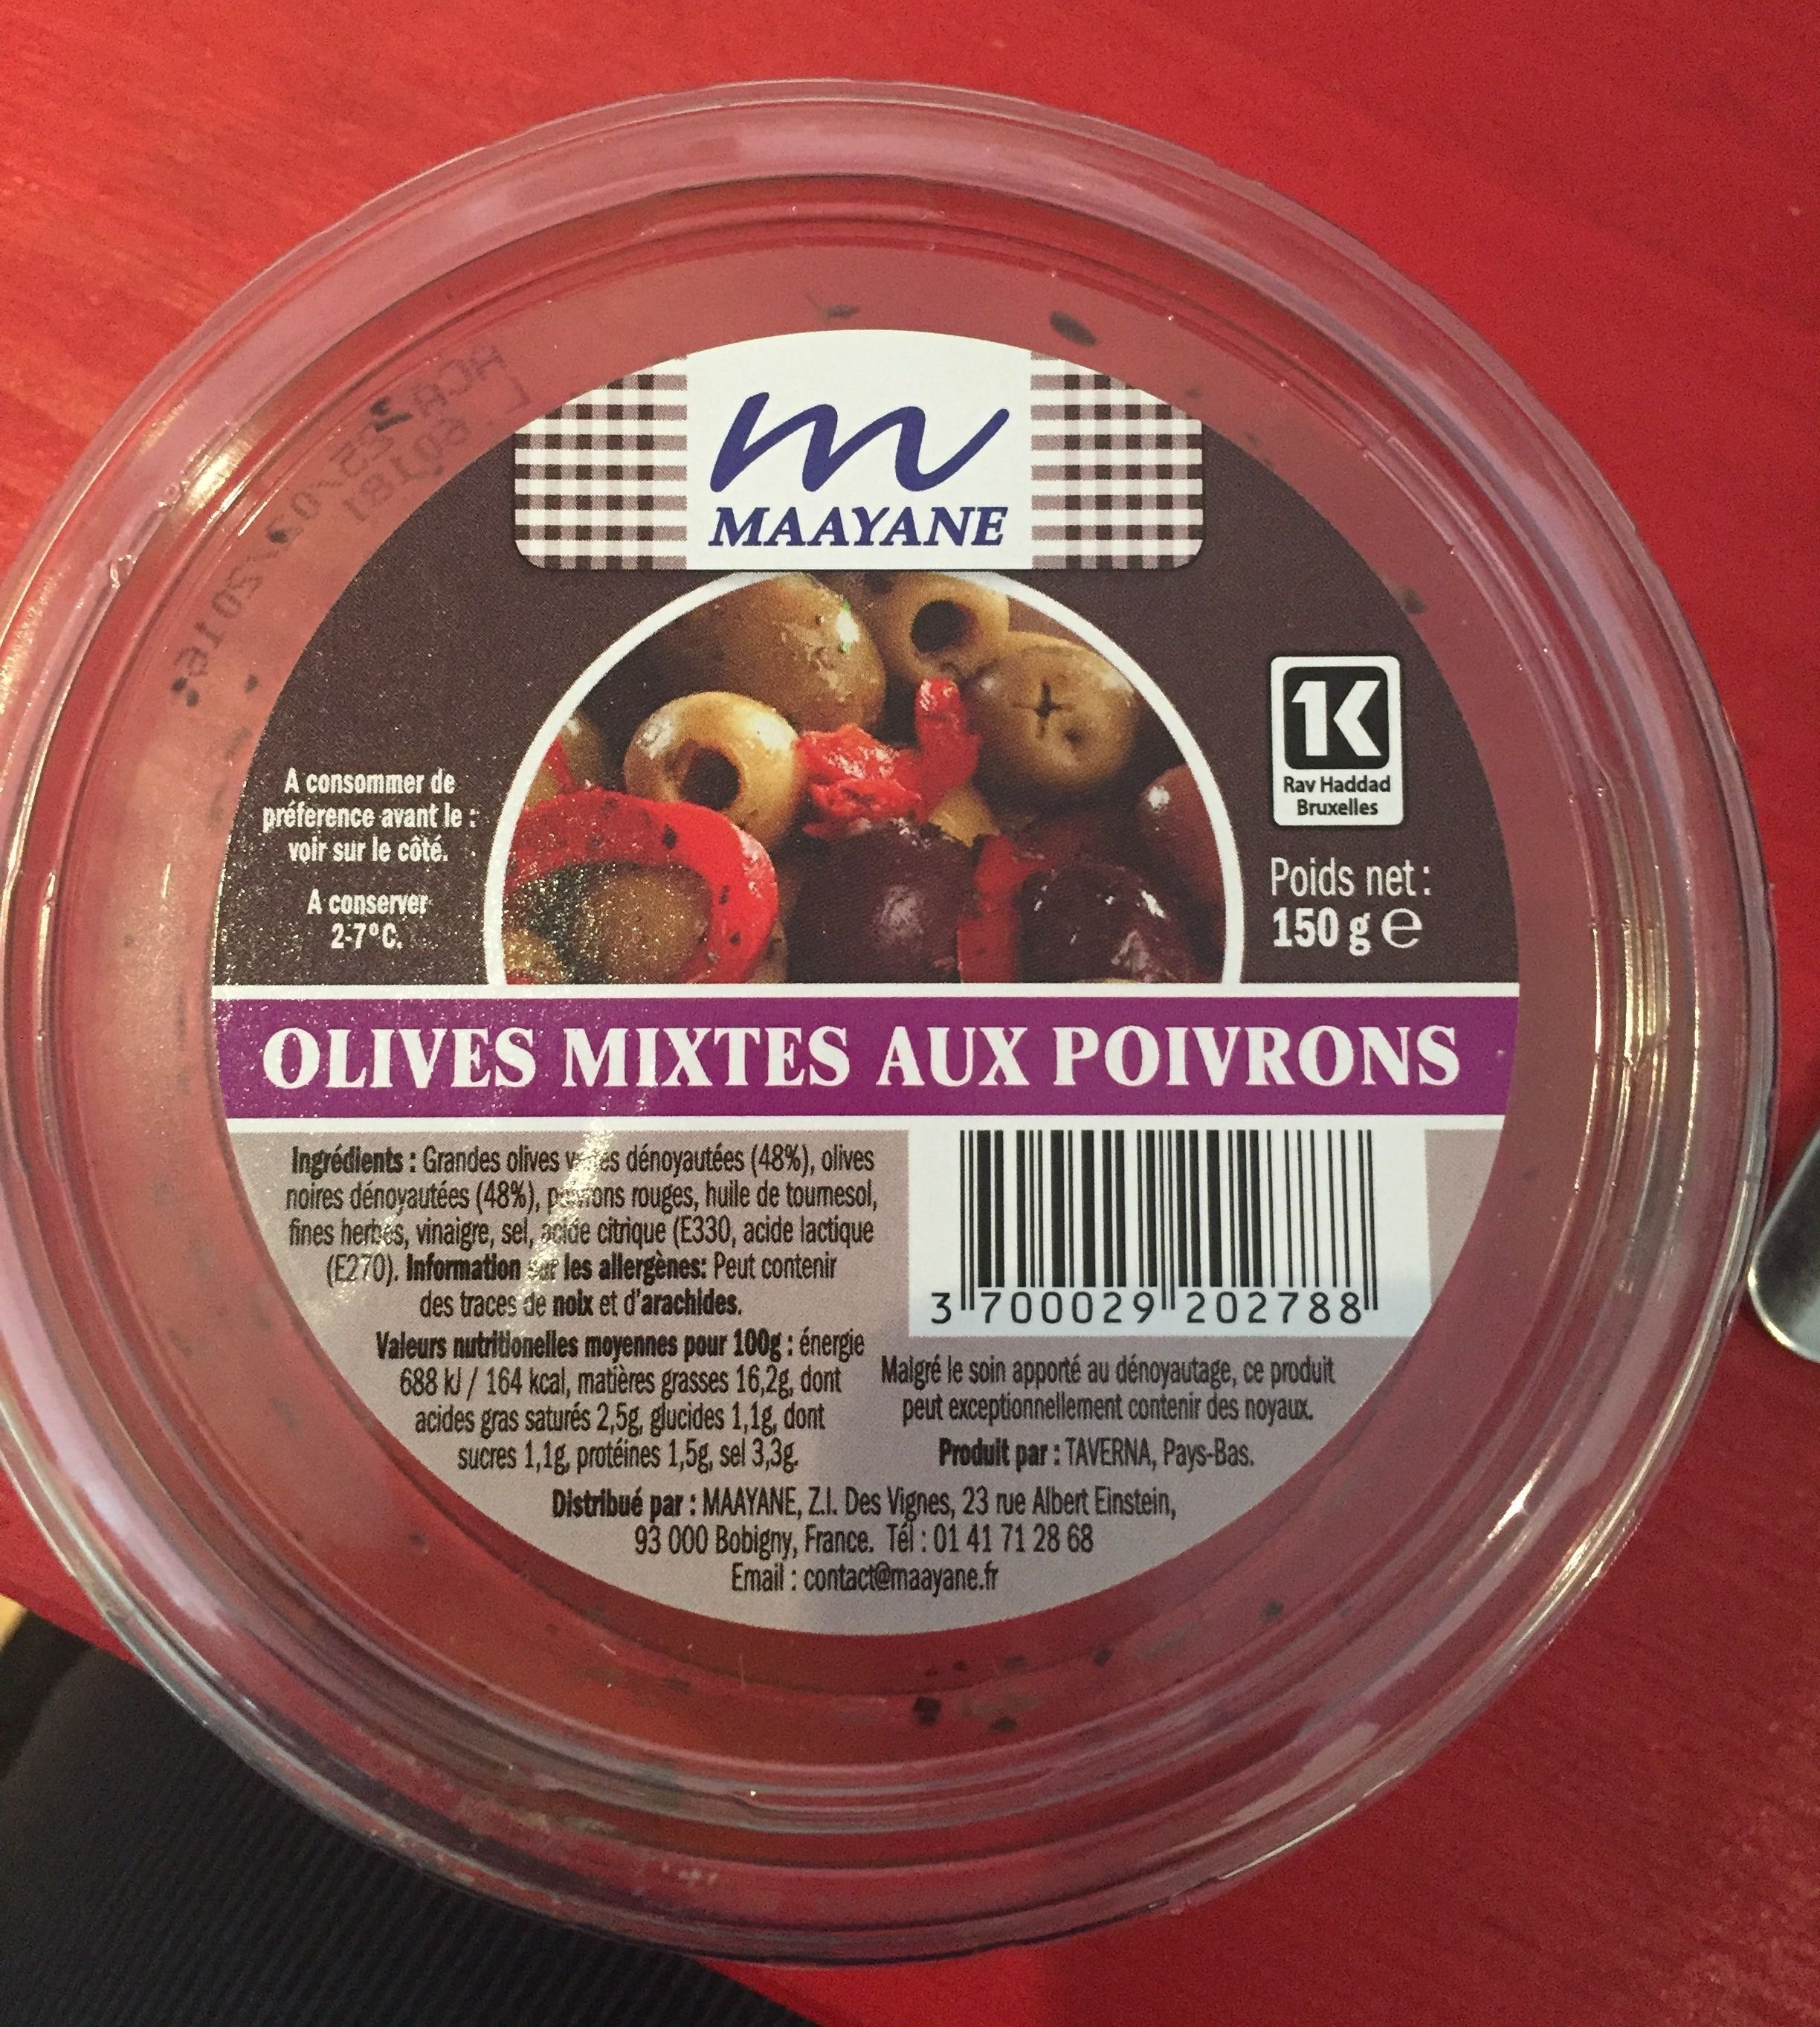 m
MAAYANE
A consommer de
préference avant le :
voir sur le côté.
A conserver
2-7°C.
1K
Rav Haddad
Bruxelles
Poids net :
150 g e
OLIVES MIXTES AUX POIVRONS
Ingrédients : Grandes olives dénoyautées (48%), olives
noires dénoyautées (48%), poivrons rouges, huile de tournesol,
fines herbes, vinaigre, sel, acide citrique (E330, acide lactique
(E270). Information sur les allergènes: Peut contenir
des traces de noix et d'arachides.
Valeurs nutritionelles moyennes pour 100g : énergie
688 kJ / 164 kcal, matières grasses 16,2g, dont
acides gras saturés 2,5g, glucides 1,1g, dont
sucres 1,1g, protéines 1,5g, sel 3,3g.
3 700029 202788
Malgré le soin apporté au dénoyautage, ce produit
peut exceptionnellement contenir des noyaux.
Produit par : TAVERNA, Pays-Bas.
Distribué par : MAAYANE, Z.I. Des Vignes, 23 rue Albert Einstein,
93 000 Bobigny, France. Tél : 01 41 71 28 68
Email : contact@maayane.fr